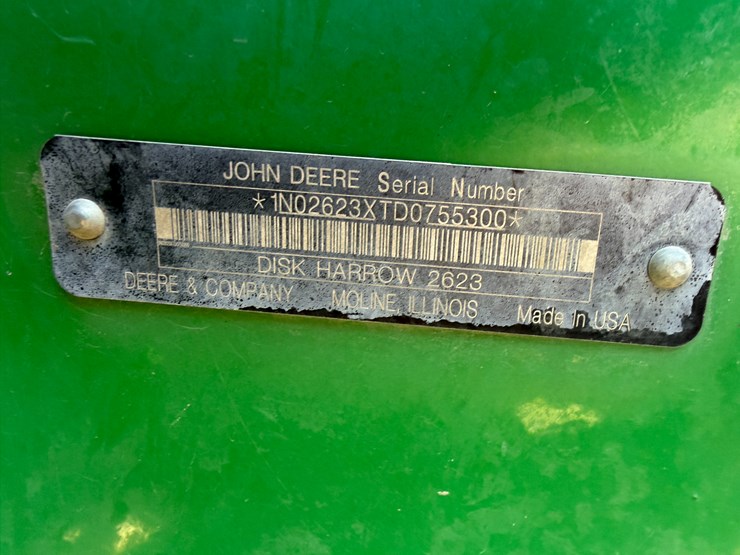 JOHN DEERE Serial Number
*1N02623XTD0755300*
DISK HARROW 2623
DEERE & COMPANY MOLINE ILLINOIS Made In USA